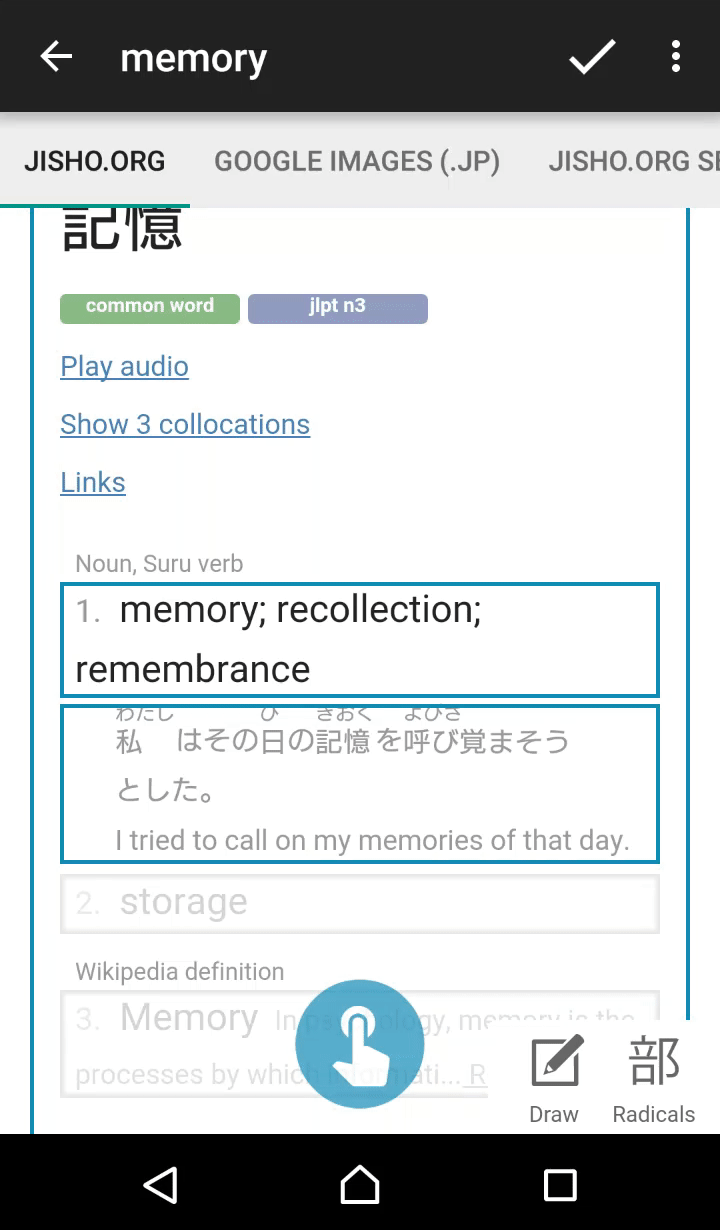 memory
JISHO.ORG GOOGLE IMAGES (.JP) JISHO.ORG SE
記憶
common word jlpt n3
Play audio
Show 3 collocations
Links
Noun, Suru verb
1. memory; recollection;
remembrance
わたし ひ きおく よびさ
私 はその日の記憶を呼び覚まそう
とした。
I tried to call on my memories of that day.
2. storage
Wikipedia definition
3. Memory In psychology, memory is the
processes by which informati... R
部
Draw Radicals